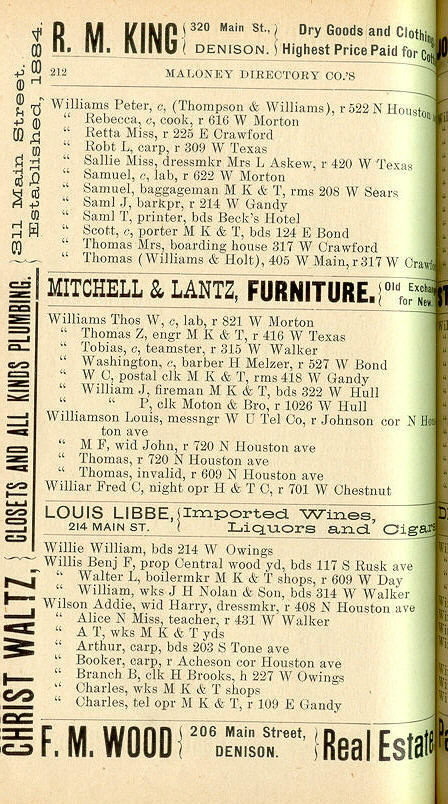 R. M. KING { 320 Main St., DENISON. } Dry Goods and Clothing
Highest Price Paid for
212 MALONEY DIRECTORY CO.'S
Williams Peter, c, (Thompson & Williams), r 522 N Houston
“ Rebecca, c, cook, r 616 W Morton
“ Retta Miss, r 225 E Crawford
“ Robt L, carp, r 309 W Texas
“ Sallie Miss, dressmkr Mrs L Askew, r 420 W Texas
“ Samuel, c, lab, r 622 W Morton
“ Samuel, baggageman M K & T, rms 208 W Sears
“ Saml J, barkpr, r 214 W Gandy
“ Saml T, printer, bds Beck's Hotel
“ Scott, c, porter M K & T, bds 124 E Bond
“ Thomas Mrs, boarding house 317 W Crawford
“ Thomas (Williams & Holt), 405 W Main, r 317 W
MITCHELL & LANTZ, FURNITURE. { Old
for New.
Williams Thos W, c, lab, r 821 W Morton
“ Thomas Z, engr M K & T, r 416 W Texas
“ Tobias, c, teamster, r 315 W Walker
“ Washington, c, barber H Melzer, r 527 W Bond
“ W C, postal clk M K & T, rms 418 W Gandy
“ William J, fireman M K & T, bds 322 W Hull
“ “ P, clk Moton & Bro, r 1026 W Hull
Williamson Louis, messngr W U Tel Co, r Johnson cor N Hous
ton ave
“ M F, wid John, r 720 N Houston ave
“ Thomas, r 720 N Houston ave
“ Thomas, invalid, r 609 N Houston ave
Williar Fred C, night opr H & T C, r 701 W Chestnut
LOUIS LIBBE, 214 MAIN ST. { Imported Wines,
Liquors and Cigars
Willie William, bds 214 W Owings
Willis Benj F, prop Central wood yd, bds 117 S Rusk ave
“ Walter L, boilermkr M K & T shops, r 609 W Day
“ William, wks J H Nolan & Son, bds 314 W Walker
Wilson Addie, wid Harry, dressmkr, r 408 N Houston ave
“ Alice N Miss, teacher, r 431 W Walker
“ A T, wks M K & T yds
“ Arthur, carp, bds 203 S Tone ave
“ Booker, carp, r Acheson cor Houston ave
“ Branch B, clk H Brooks, h 227 W Owings
“ Charles, wks M K & T shops
“ Charles, tel opr M K & T, r 109 E Gandy
F. M. WOOD { 206 Main Street, DENISON. } Real Estate
CHRIST WALTZ, } CLOSETS AND ALL KINDS PLUMBING. } 311 Main Street.
Established, 1884.